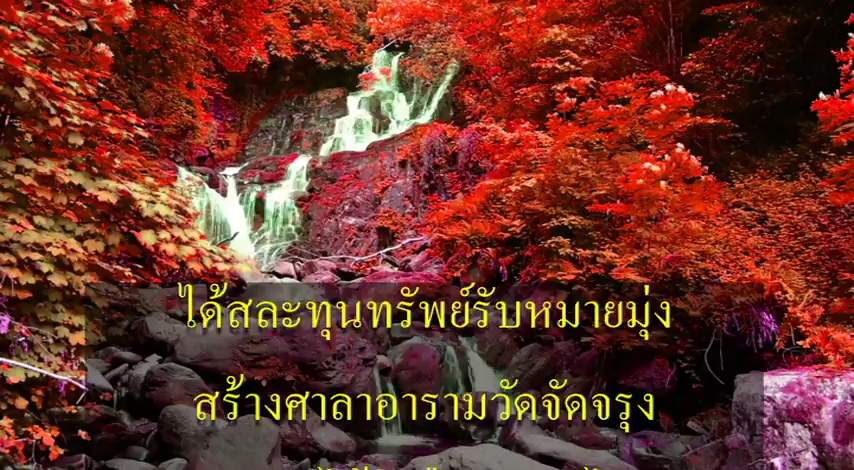 ได้สละทุนทรัพย์รับหมายมุ่ง
สร้างศาลาอารามวัดจัดจรุง